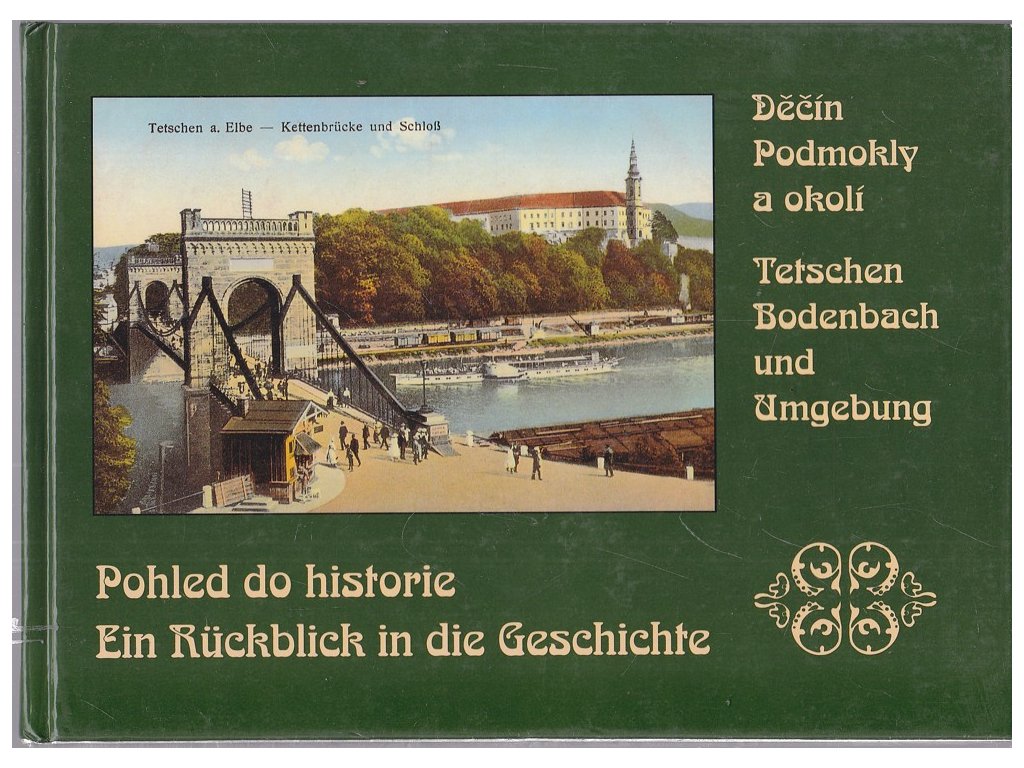 Tetschen a. Elbe — Kettenbrücke und Schloß
Děčín
Podmokly
a okolí
Tetschen
Bodenbach
und
Umgebung
Pohled do historie
Ein Rückblick in die Geschichte